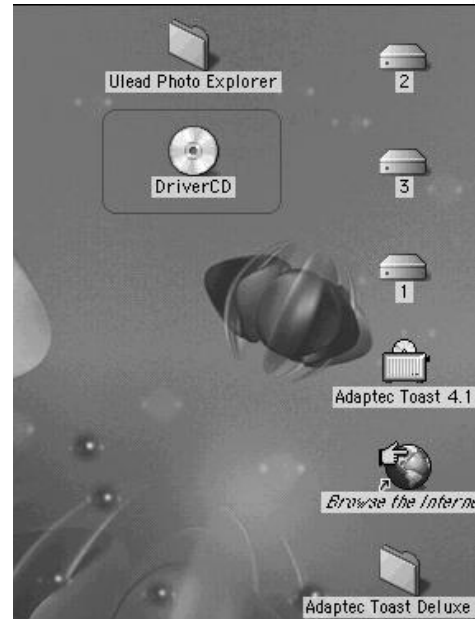 Ulead Photo Explorer
2
DriverCD
3
1
Adaptec Toast 4.1
Browse the Interne
Adaptec Toast Deluxe